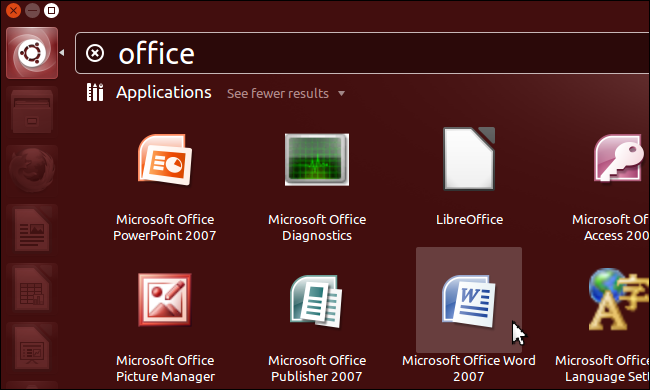 office
Applications See fewer results
Microsoft Office
PowerPoint 2007
Microsoft Office
Diagnostics
LibreOffice
Microsoft Of
Access 200
Microsoft Office
Picture Manager
Microsoft Office
Publisher 2007
Microsoft Office Word
2007
Microsoft Office
Language Sett